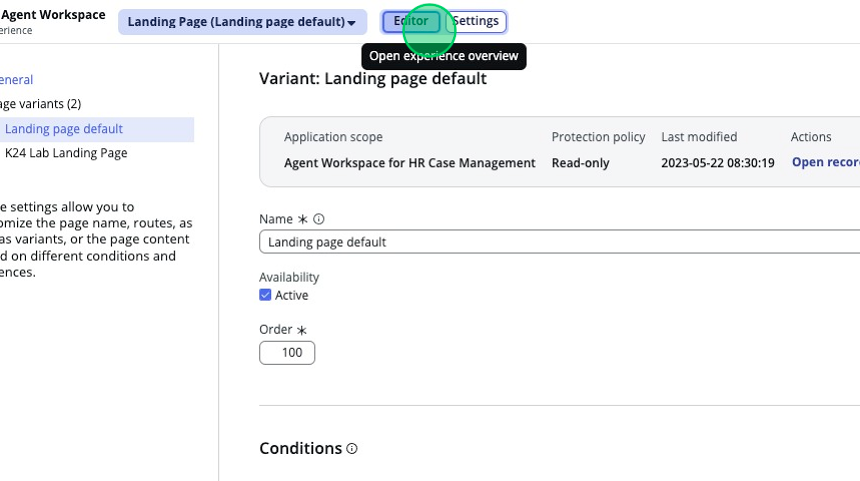 Agent Workspace
erience
Landing Page (Landing page default)
Editor
Settings
Open experience overview
eneral
age variants (2)
Landing page default
K24 Lab Landing Page
e settings allow you to
omize the page name, routes, as
as variants, or the page content
d on different conditions and
ences.
Variant: Landing page default
Application scope
Protection policy
Last modified
Actions
Agent Workspace for HR Case Management
Read-only
2023-05-22 08:30:19
Open recor
Name *
Landing page default
Availability
Active
Order *
100
Conditions